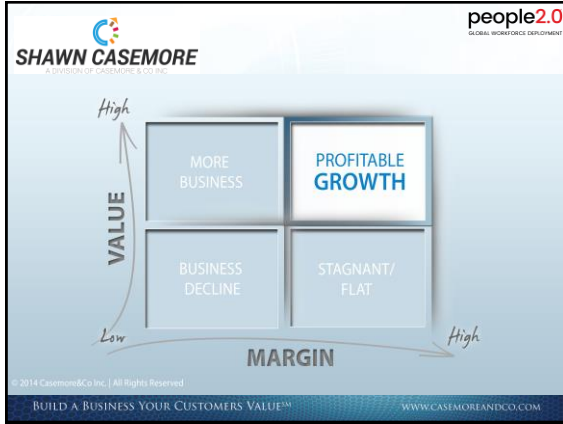 people2.0
GLOBAL WORKFORCE DEPLOYMENT
SHAWN CASEMORE
A DIVISION OF CASEMORE & CO INC.
High
MORE
BUSINESS
PROFITABLE
GROWTH
VALUE
BUSINESS
DECLINE
STAGNANT/
FLAT
Low
High
MARGIN
© 2014 Casemore&Co Inc. | All Rights Reserved
BUILD A BUSINESS YOUR CUSTOMERS VALUE℠
WWW.CASEMOREANDCO.COM